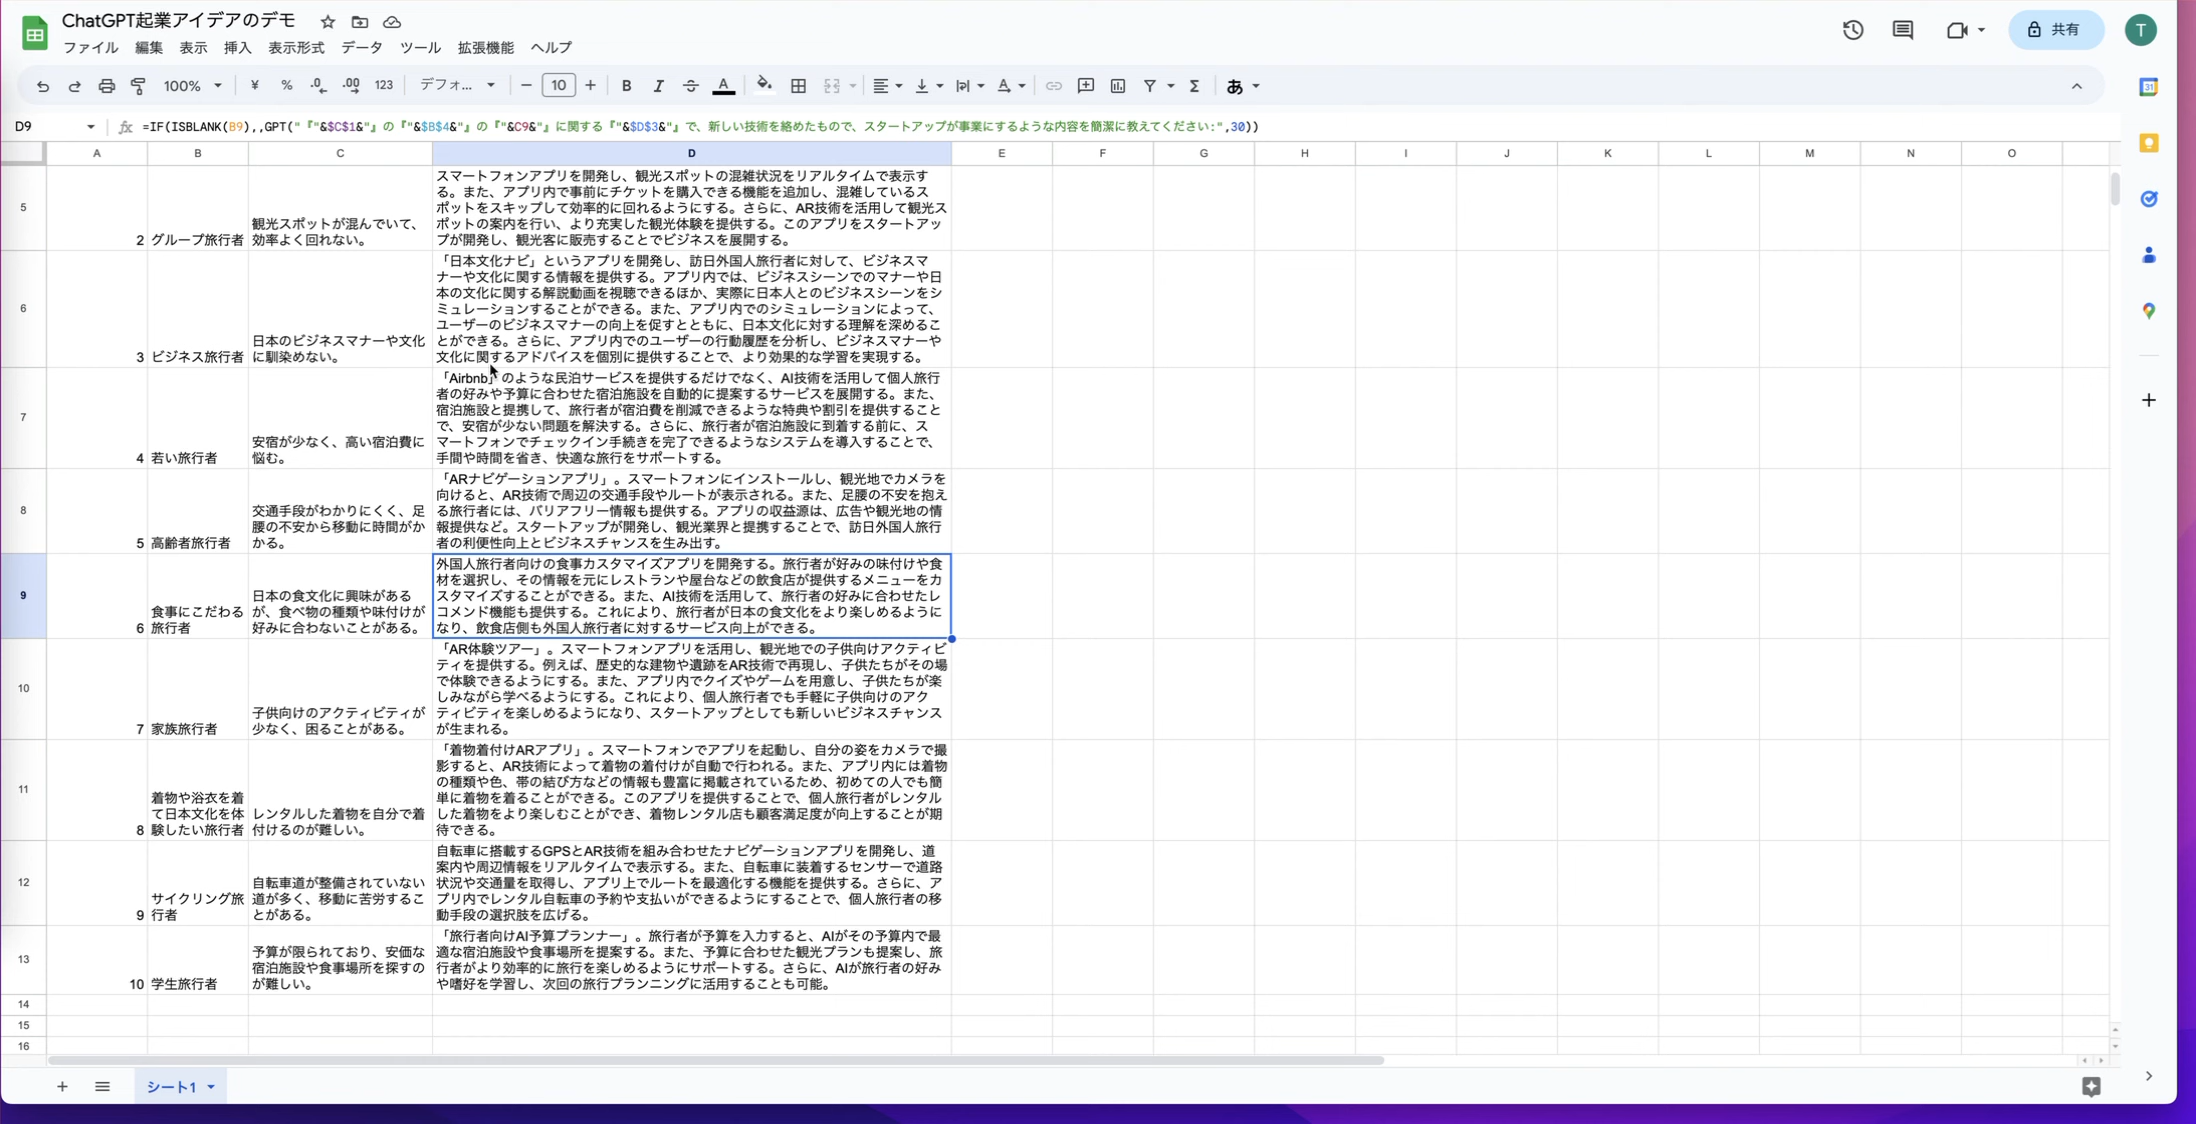 ChatGPT起業アイデアのデモ
ファイル 編集 表示 挿入 表示形式 データ ツール 拡張機能 ヘルプ
共有
T
100% ¥ % .0 .00 123 デフォ... − 10 + B I A Σ あ
31
D9
fx =IF(ISBLANK(B9),,GPT("『"&$C$1&"』の『"&$B$4&"』の『"&C9&"』に関する『"&$D$3&"』で、新しい技術を絡めたもので、スタートアップが事業にするような内容を簡潔に教えてください:",30))
A B C D E F G H I J K L M N O
5
2 グループ旅行者
観光スポットが混んでいて、
効率よく回れない。
スマートフォンアプリを開発し、観光スポットの混雑状況をリアルタイムで表示す
る。また、アプリ内で事前にチケットを購入できる機能を追加し、混雑しているス
ポットをスキップして効率的に回れるようにする。さらに、AR技術を活用して観光ス
ポットの案内を行い、より充実した観光体験を提供する。このアプリをスタートアッ
プが開発し、観光客に販売することでビジネスを展開する。
6
3 ビジネス旅行者
日本のビジネスマナーや文化
に馴染めない。
「日本文化ナビ」というアプリを開発し、訪日外国人旅行者に対して、ビジネスマ
ナーや文化に関する情報を提供する。アプリ内では、ビジネスシーンでのマナーや日
本の文化に関する解説動画を視聴できるほか、実際に日本人とのビジネスシーンをシ
ミュレーションすることができる。また、アプリ内でのシミュレーションによって、
ユーザーのビジネスマナーの向上を促すとともに、日本文化に対する理解を深めるこ
とができる。さらに、アプリ内でのユーザーの行動履歴を分析し、ビジネスマナーや
文化に関するアドバイスを個別に提供することで、より効果的な学習を実現する。
7
4 若い旅行者
安宿が少なく、高い宿泊費に
悩む。
「Airbnb」のような民泊サービスを提供するだけでなく、AI技術を活用して個人旅行
者の好みや予算に合わせた宿泊施設を自動的に提案するサービスを展開する。また、
宿泊施設と提携して、旅行者が宿泊費を削減できるような特典や割引を提供すること
で、安宿が少ない問題を解決する。さらに、旅行者が宿泊施設に到着する前に、ス
マートフォンでチェックイン手続きを完了できるようなシステムを導入することで、
手間や時間を省き、快適な旅行をサポートする。
8
5 高齢者旅行者
交通手段がわかりにくく、足
腰の不安から移動に時間がか
かる。
「ARナビゲーションアプリ」。スマートフォンにインストールし、観光地でカメラを
向けると、AR技術で周辺の交通手段やルートが表示される。また、足腰の不安を抱え
る旅行者には、バリアフリー情報も提供する。アプリの収益源は、広告や観光地の情
報提供など。スタートアップが開発し、観光業界と提携することで、訪日外国人旅行
者の利便性向上とビジネスチャンスを生み出す。
9
6 食事にこだわる
旅行者
日本の食文化に興味がある
が、食べ物の種類や味付けが
好みに合わないことがある。
外国人旅行者向けの食事カスタマイズアプリを開発する。旅行者が好みの味付けや食
材を選択し、その情報を元にレストランや屋台などの飲食店が提供するメニューをカ
スタマイズすることができる。また、AI技術を活用して、旅行者の好みに合わせたレ
コメンド機能も提供する。これにより、旅行者が日本の食文化をより楽しめるように
なり、飲食店側も外国人旅行者に対するサービス向上ができる。
10
7 家族旅行者
子供向けのアクティビティが
少なく、困ることがある。
「AR体験ツアー」。スマートフォンアプリを活用し、観光地での子供向けアクティビ
ティを提供する。例えば、歴史的な建物や遺跡をAR技術で再現し、子供たちがその場
で体験できるようにする。また、アプリ内でクイズやゲームを用意し、子供たちが楽
しみながら学べるようにする。これにより、個人旅行者でも手軽に子供向けのアク
ティビティを楽しめるようになり、スタートアップとしても新しいビジネスチャンス
が生まれる。
11
8 着物や浴衣を着
て日本文化を体
験したい旅行者
レンタルした着物を自分で着
付けるのが難しい。
「着物着付けARアプリ」。スマートフォンでアプリを起動し、自分の姿をカメラで撮
影すると、AR技術によって着物の着付けが自動で行われる。また、アプリ内には着物
の種類や色、帯の結び方などの情報も豊富に掲載されているため、初めての人でも簡
単に着物を着ることができる。このアプリを提供することで、個人旅行者がレンタル
した着物をより楽しむことができ、着物レンタル店も顧客満足度が向上することが期
待できる。
12
9 サイクリング旅
行者
自転車道が整備されていない
道が多く、移動に苦労するこ
とがある。
自転車に搭載するGPSとAR技術を組み合わせたナビゲーションアプリを開発し、道
案内や周辺情報をリアルタイムで表示する。また、自転車に装着するセンサーで道路
状況や交通量を取得し、アプリ上でルートを最適化する機能を提供する。さらに、ア
プリ内でレンタル自転車の予約や支払いができるようにすることで、個人旅行者の移
動手段の選択肢を広げる。
13
10 学生旅行者
予算が限られており、安価な
宿泊施設や食事場所を探すの
が難しい。
「旅行者向けAI予算プランナー」。旅行者が予算を入力すると、AIがその予算内で最
適な宿泊施設や食事場所を提案する。また、予算に合わせた観光プランも提案し、旅
行者がより効率的に旅行を楽しめるようにサポートする。さらに、AIが旅行者の好み
や嗜好を学習し、次回の旅行プランニングに活用することも可能。
14
15
16
シート1